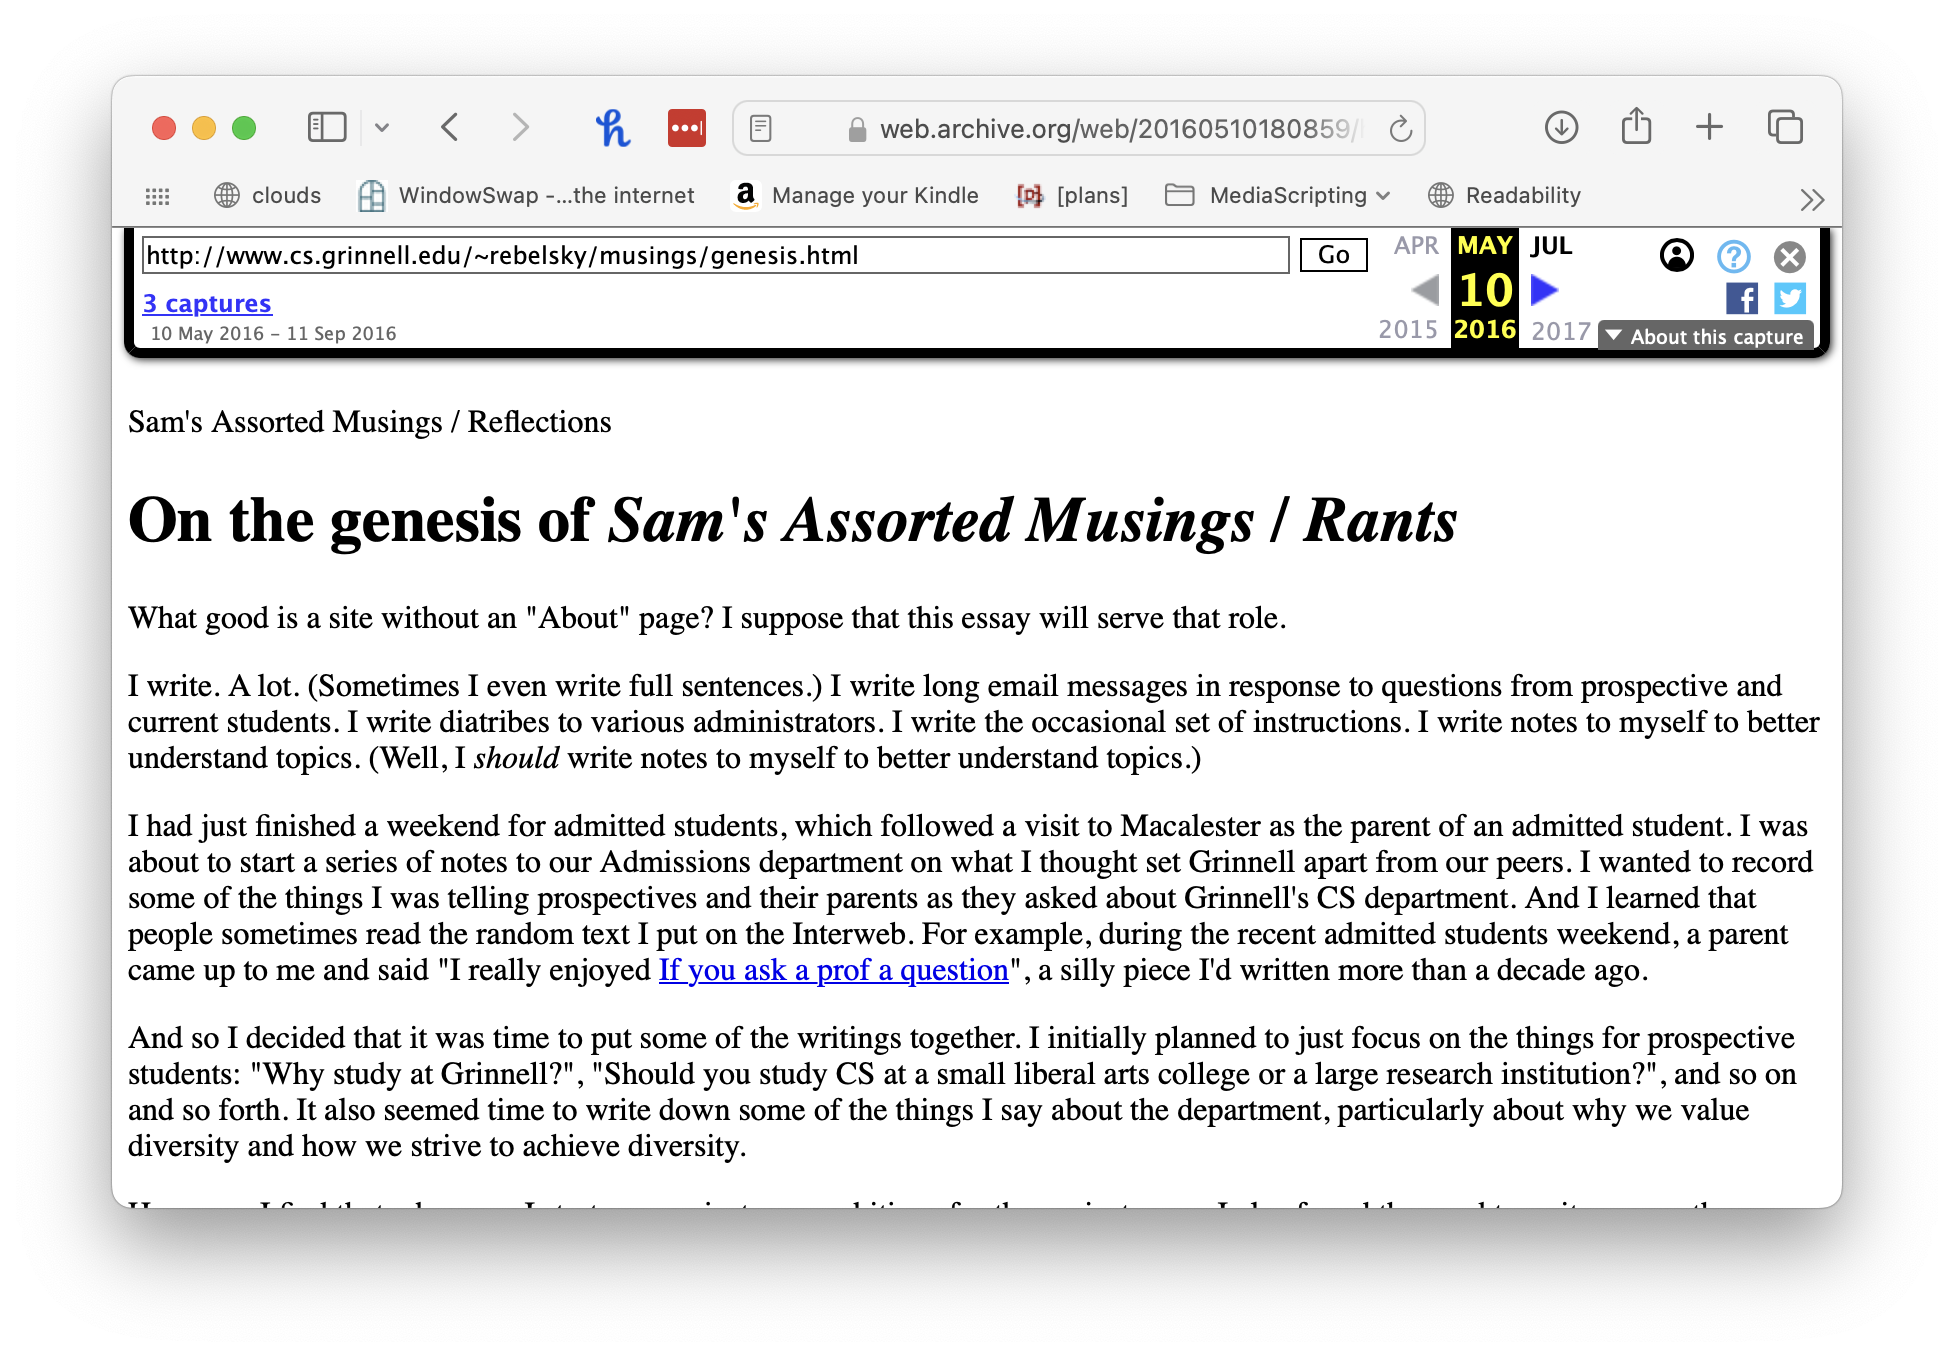 web.archive.org/web/20160510180859/
clouds
WindowSwap -...the internet
Manage your Kindle
[plans]
MediaScripting
Readability
http://www.cs.grinnell.edu/~rebelsky/musings/genesis.html
Go
APR
MAY
JUL
3 captures
10
10 May 2016 – 11 Sep 2016
2015
2016
2017
About this capture
Sam's Assorted Musings / Reflections
On the genesis of Sam's Assorted Musings / Rants
What good is a site without an "About" page? I suppose that this essay will serve that role.
I write. A lot. (Sometimes I even write full sentences.) I write long email messages in response to questions from prospective and
current students. I write diatribes to various administrators. I write the occasional set of instructions. I write notes to myself to better
understand topics. (Well, I should write notes to myself to better understand topics.)
I had just finished a weekend for admitted students, which followed a visit to Macalester as the parent of an admitted student. I was
about to start a series of notes to our Admissions department on what I thought set Grinnell apart from our peers. I wanted to record
some of the things I was telling prospectives and their parents as they asked about Grinnell's CS department. And I learned that
people sometimes read the random text I put on the Interweb. For example, during the recent admitted students weekend, a parent
came up to me and said "I really enjoyed If you ask a prof a question", a silly piece I'd written more than a decade ago.
And so I decided that it was time to put some of the writings together. I initially planned to just focus on the things for prospective
students: "Why study at Grinnell?", "Should you study CS at a small liberal arts college or a large research institution?", and so on
and so forth. It also seemed time to write down some of the things I say about the department, particularly about why we value
diversity and how we strive to achieve diversity.